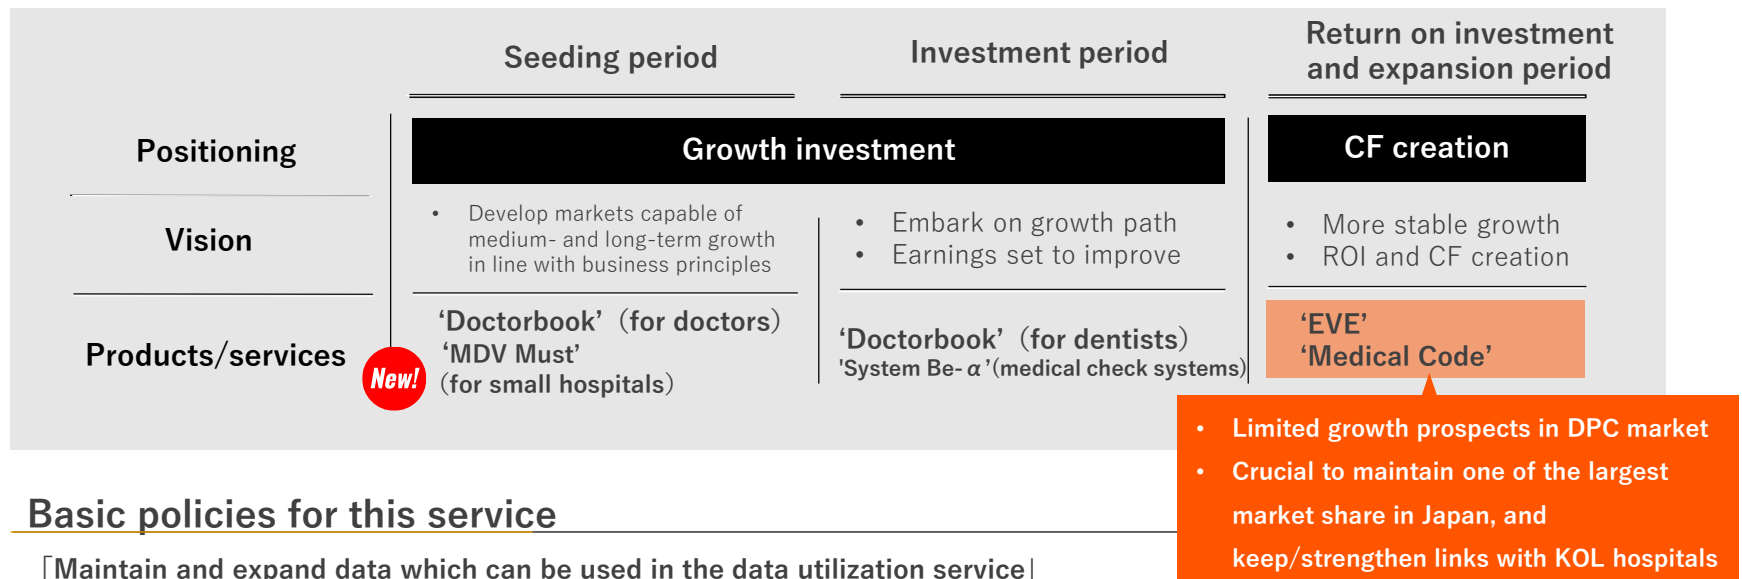 Seeding period
Investment period
Return on investment
and expansion period
Positioning
Growth investment
CF creation
Vision
• Develop markets capable of
medium- and long-term growth
in line with business principles
• Embark on growth path
• Earnings set to improve
• More stable growth
• ROI and CF creation
Products/services
New!
‘Doctorbook’（for doctors）
‘MDV Must’
（for small hospitals）
‘Doctorbook’（for dentists）
'System Be-α’(medical check systems)
‘EVE’
‘Medical Code’
• Limited growth prospects in DPC market
• Crucial to maintain one of the largest
market share in Japan, and
keep/strengthen links with KOL hospitals
Basic policies for this service
「Maintain and expand data which can be used in the data utilization service」